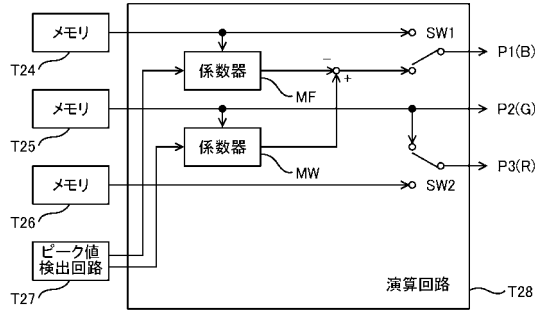 メモリ
T24
SW1
P1(B)
係数器
−
+
MF
メモリ
T25
P2(G)
係数器
MW
P3(R)
メモリ
T26
SW2
ピーク値
検出回路
T27
演算回路
T28